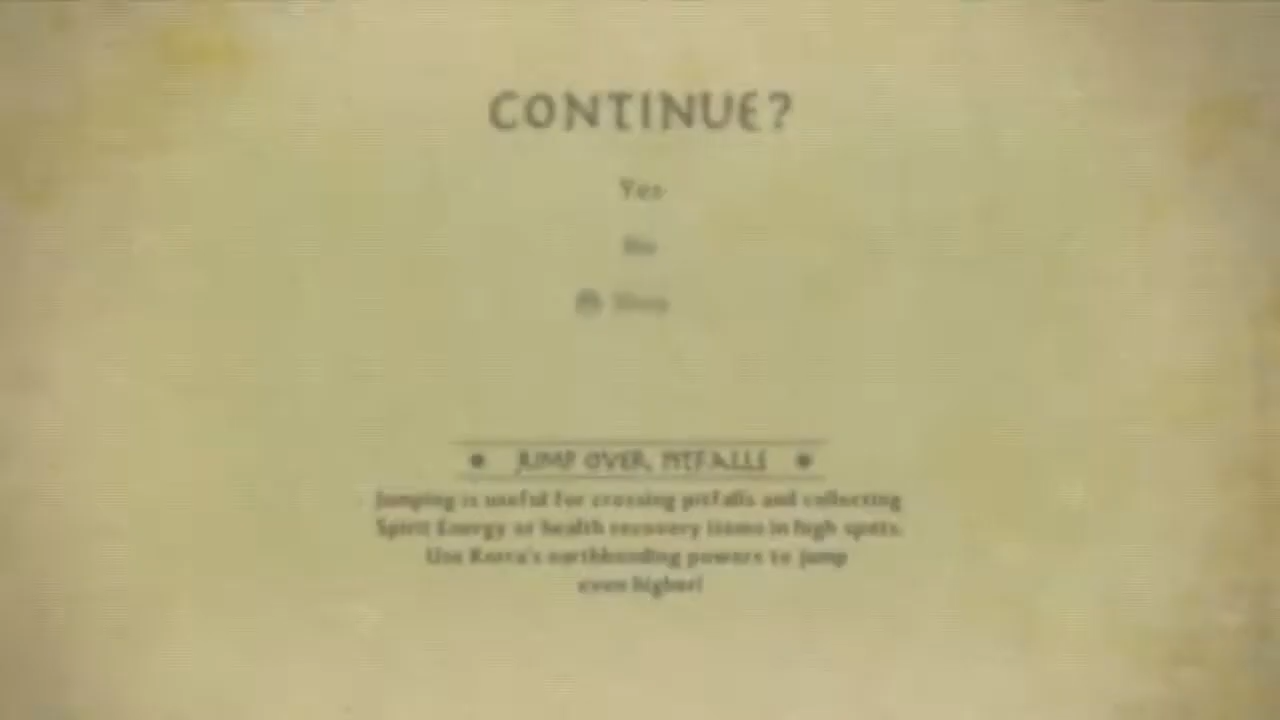 CONTINUE?
Yes
No
Shop
JUMP OVER PITFALLS
Jumping is useful for crossing pitfalls and collecting
Spirit Energy or health recovery items in high spots.
Use Korra's earthbending powers to jump
even higher!